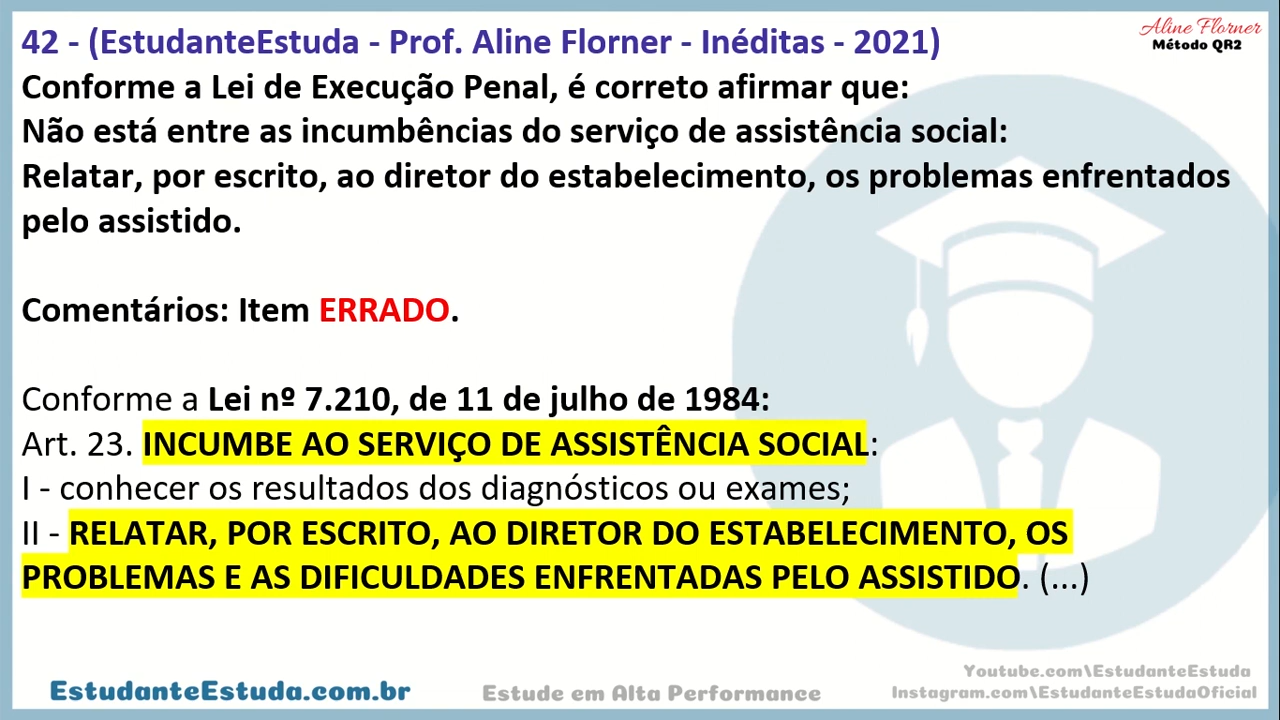 42 - (EstudanteEstuda - Prof. Aline Florner - Inéditas - 2021)
Aline Florner
Método QR2
Conforme a Lei de Execução Penal, é correto afirmar que:
Não está entre as incumbências do serviço de assistência social:
Relatar, por escrito, ao diretor do estabelecimento, os problemas enfrentados
pelo assistido.
Comentários: Item ERRADO.
Conforme a Lei nº 7.210, de 11 de julho de 1984:
Art. 23. INCUMBE AO SERVIÇO DE ASSISTÊNCIA SOCIAL:
I - conhecer os resultados dos diagnósticos ou exames;
II - RELATAR, POR ESCRITO, AO DIRETOR DO ESTABELECIMENTO, OS
PROBLEMAS E AS DIFICULDADES ENFRENTADAS PELO ASSISTIDO. (...)
EstudanteEstuda.com.br
Estude em Alta Performance
Youtube.com\EstudanteEstuda
Instagram.com\EstudanteEstudaOficial